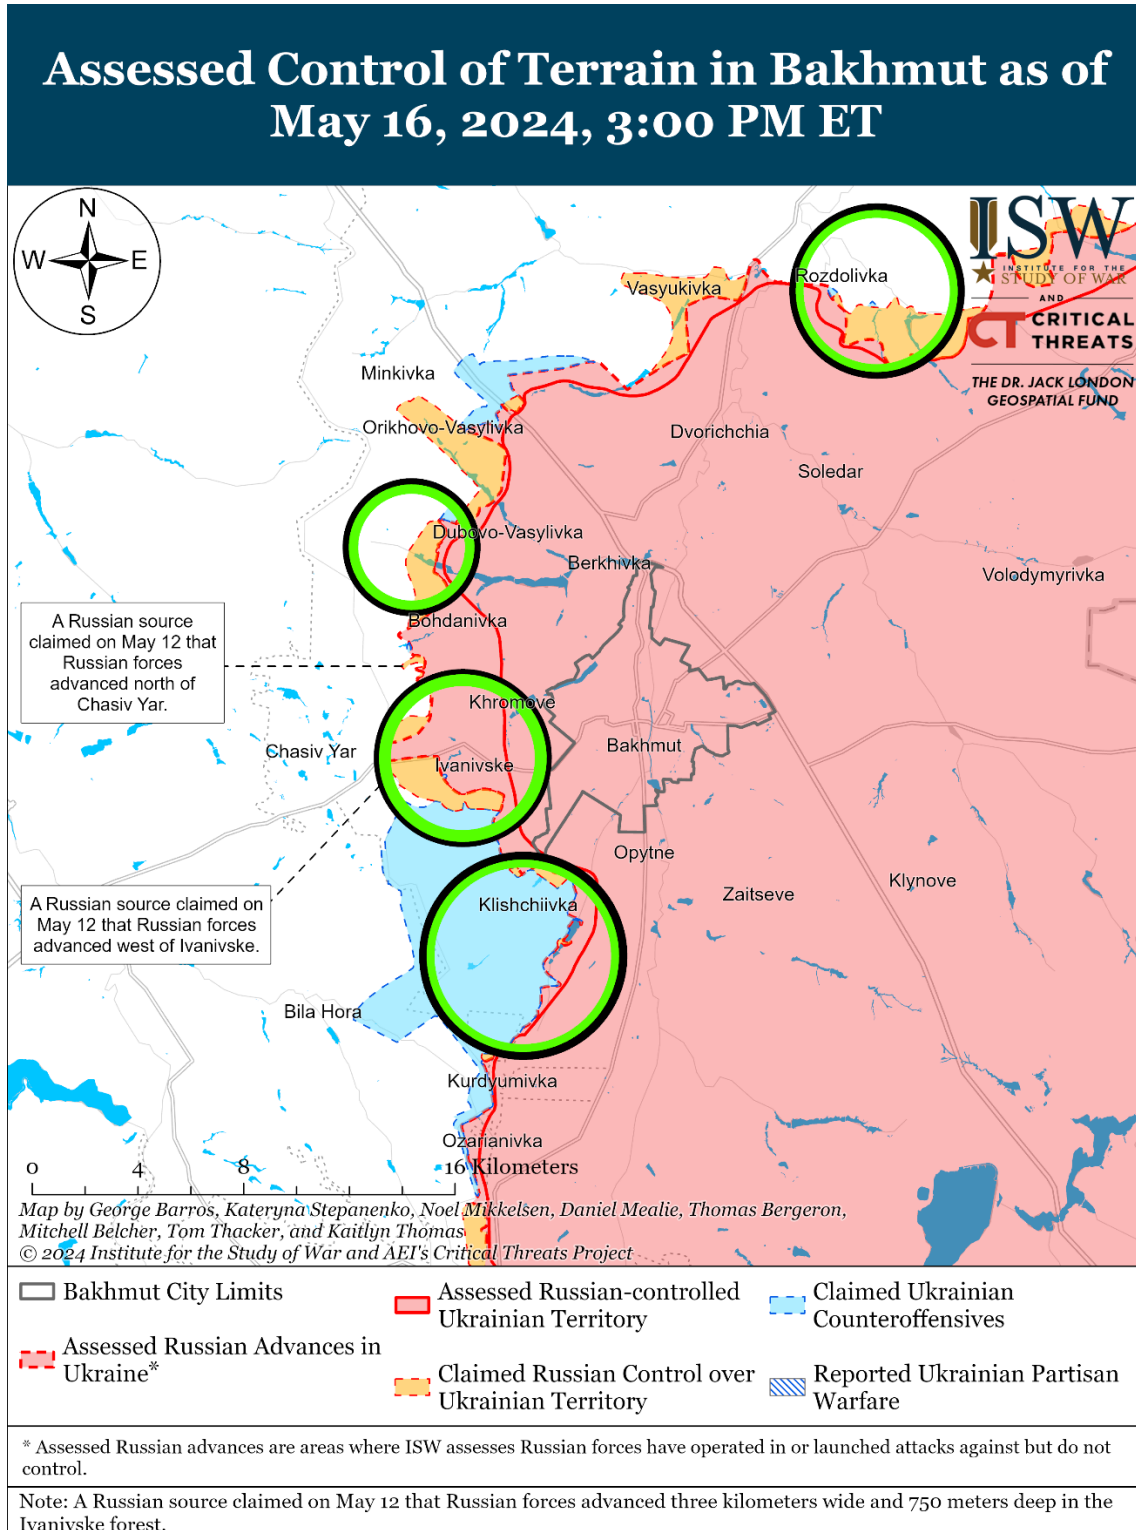 Assessed Control of Terrain in Bakhmut as of
May 16, 2024, 3:00 PM ET
N
W
E
S
ISW
INSTITUTE FOR THE
STUDY OF WAR
AND
CT CRITICAL
THREATS
THE DR. JACK LONDON
GEOSPATIAL FUND
Rozdolivka
Vasyukivka
Minkivka
Orikhovo-Vasylivka
Dvorichchia
Soledar
Dubovo-Vasylivka
Berkhivka
Volodymyrivka
Bohdanivka
A Russian source
claimed on May 12 that
Russian forces
advanced north of
Chasiv Yar.
Khromove
Chasiv Yar
Bakhmut
Ivanivske
Opytne
Klynove
Zaitseve
Klishchiivka
A Russian source claimed on
May 12 that Russian forces
advanced west of Ivanivske.
Bila Hora
Kurdyumivka
Ozarianivka
0 4 8 16 Kilometers
Map by George Barros, Kateryna Stepanenko, Noel Mikkelsen, Daniel Mealie, Thomas Bergeron,
Mitchell Belcher, Tom Thacker, and Kaitlyn Thomas
© 2024 Institute for the Study of War and AEI's Critical Threats Project
Bakhmut City Limits
Assessed Russian Advances in
Ukraine*
Assessed Russian-controlled
Ukrainian Territory
Claimed Russian Control over
Ukrainian Territory
Claimed Ukrainian
Counteroffensives
Reported Ukrainian Partisan
Warfare
* Assessed Russian advances are areas where ISW assesses Russian forces have operated in or launched attacks against but do not
control.
Note: A Russian source claimed on May 12 that Russian forces advanced three kilometers wide and 750 meters deep in the
Ivanivske forest.